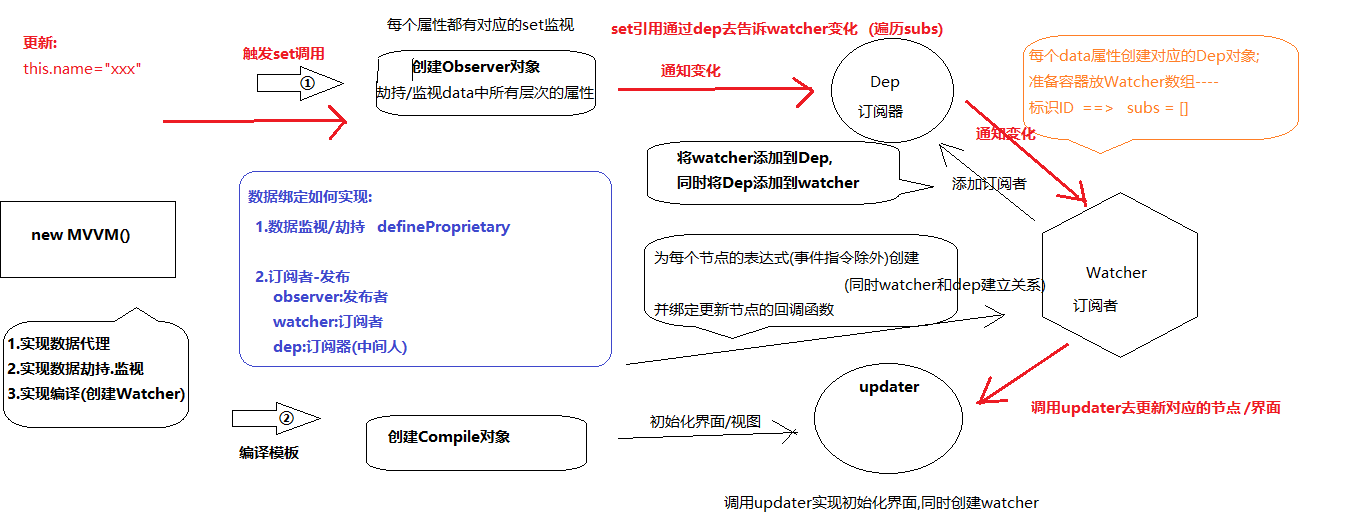 每个属性都有对应的set监视
更新:
this.name="xxx"
触发set调用
①
创建Observer对象
劫持/监视data中所有层次的属性
set引用通过dep去告诉watcher变化 (遍历subs)
通知变化
Dep
订阅器
每个data属性创建对应的Dep对象;
准备容器放Watcher数组----
标识ID ==> subs = []
通知变化
将watcher添加到Dep,
同时将Dep添加到watcher
添加订阅者
new MVVM()
1.实现数据代理
2.实现数据劫持.监视
3.实现编译(创建Watcher)
数据绑定如何实现:
1.数据监视/劫持 defineProprietary
2.订阅者-发布
observer:发布者
watcher:订阅者
dep:订阅器(中间人)
为每个节点的表达式(事件指令除外)创建
(同时watcher和dep建立关系)
并绑定更新节点的回调函数
Watcher
订阅者
②
编译模板
创建Compile对象
初始化界面/视图
updater
调用updater去更新对应的节点 /界面
调用updater实现初始化界面,同时创建watcher